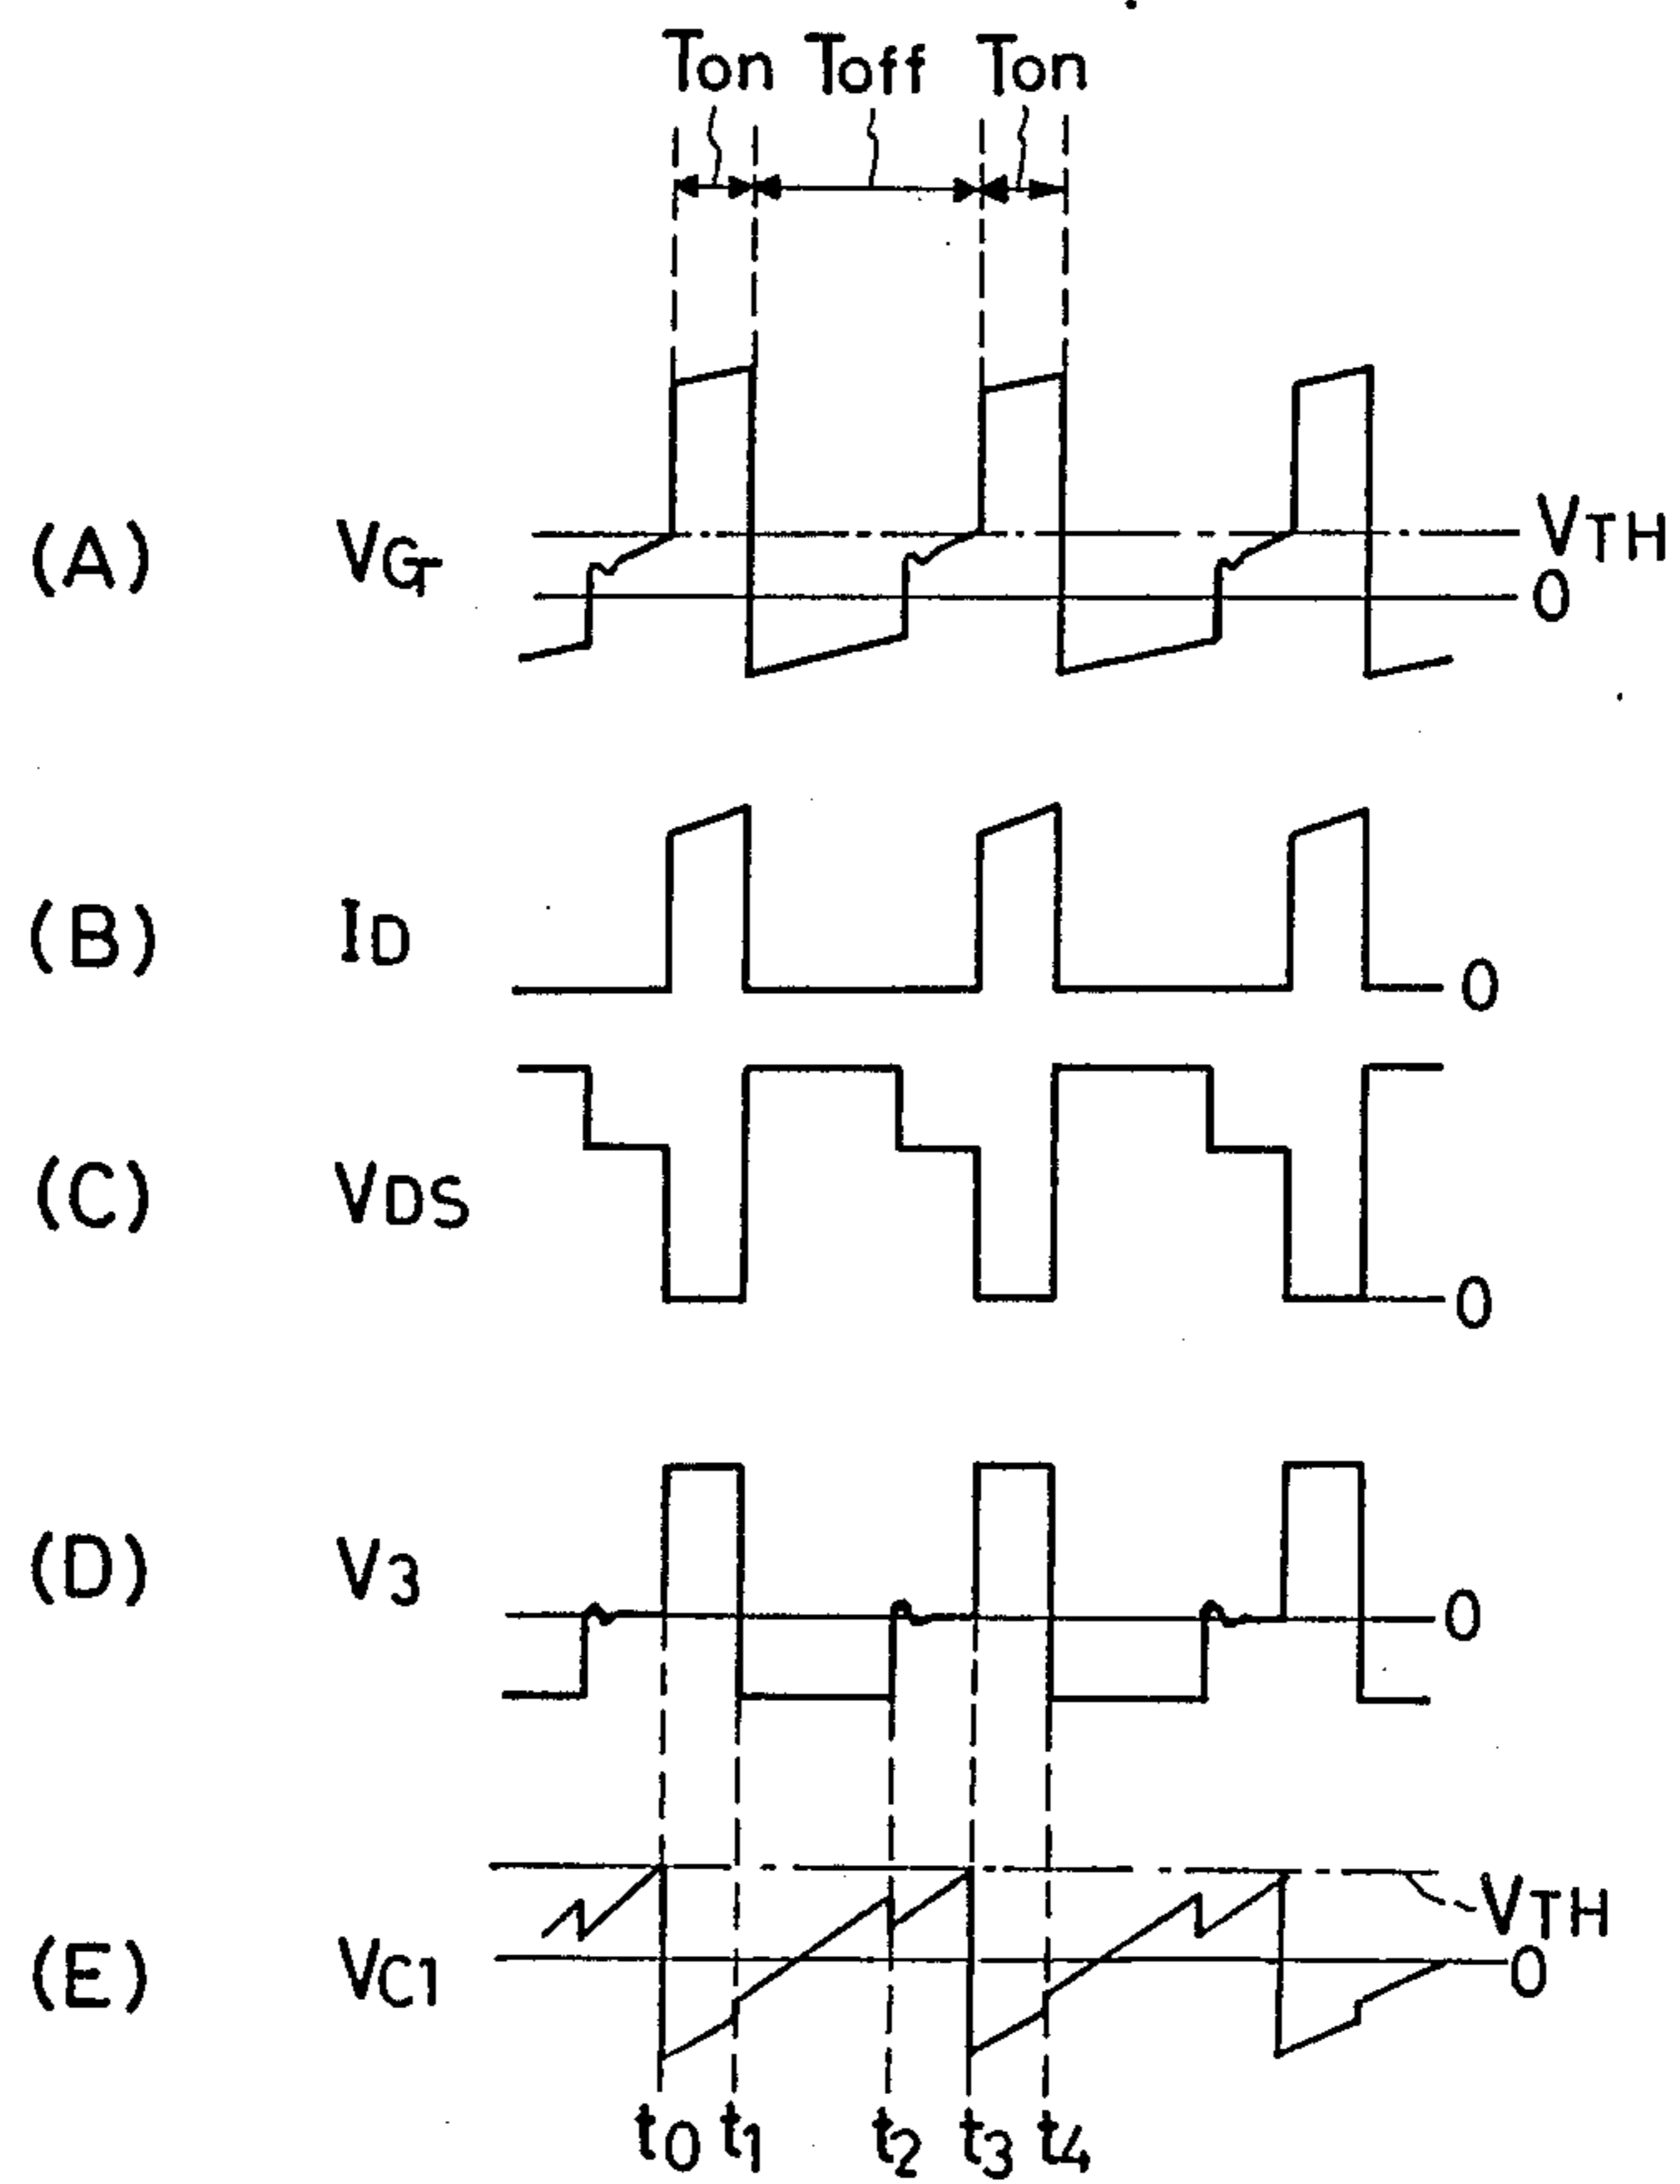 Ton Toff Ton
(A) VG VTH
0
(B) ID 0
(C) VDS 0
(D) V3 0
(E) VC1 VTH
0
t0 t1 t2 t3 t4